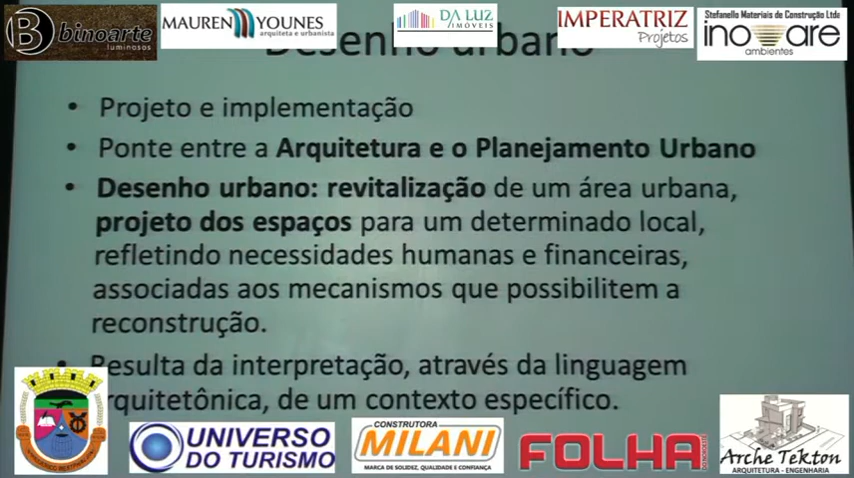 B binoarte
luminosos
MAUREN YOUNES
arquiteta e urbanista
DA LUZ
IMÓVEIS
IMPERATRIZ
Projetos
Stefanello Materiais de Construção Ltda
inovare
ambientes
Desenho urbano
• Projeto e implementação
• Ponte entre a Arquitetura e o Planejamento Urbano
• Desenho urbano: revitalização de um área urbana,
projeto dos espaços para um determinado local,
refletindo necessidades humanas e financeiras,
associadas aos mecanismos que possibilitem a
reconstrução.
• Resulta da interpretação, através da linguagem
arquitetônica, de um contexto específico.
UNIVERSO
DO TURISMO
CONSTRUTORA
MILANI
MARCA DE SOLIDEZ, QUALIDADE E CONFIANÇA
FOLHA
Arche Tekton
ARQUITETURA - ENGENHARIA